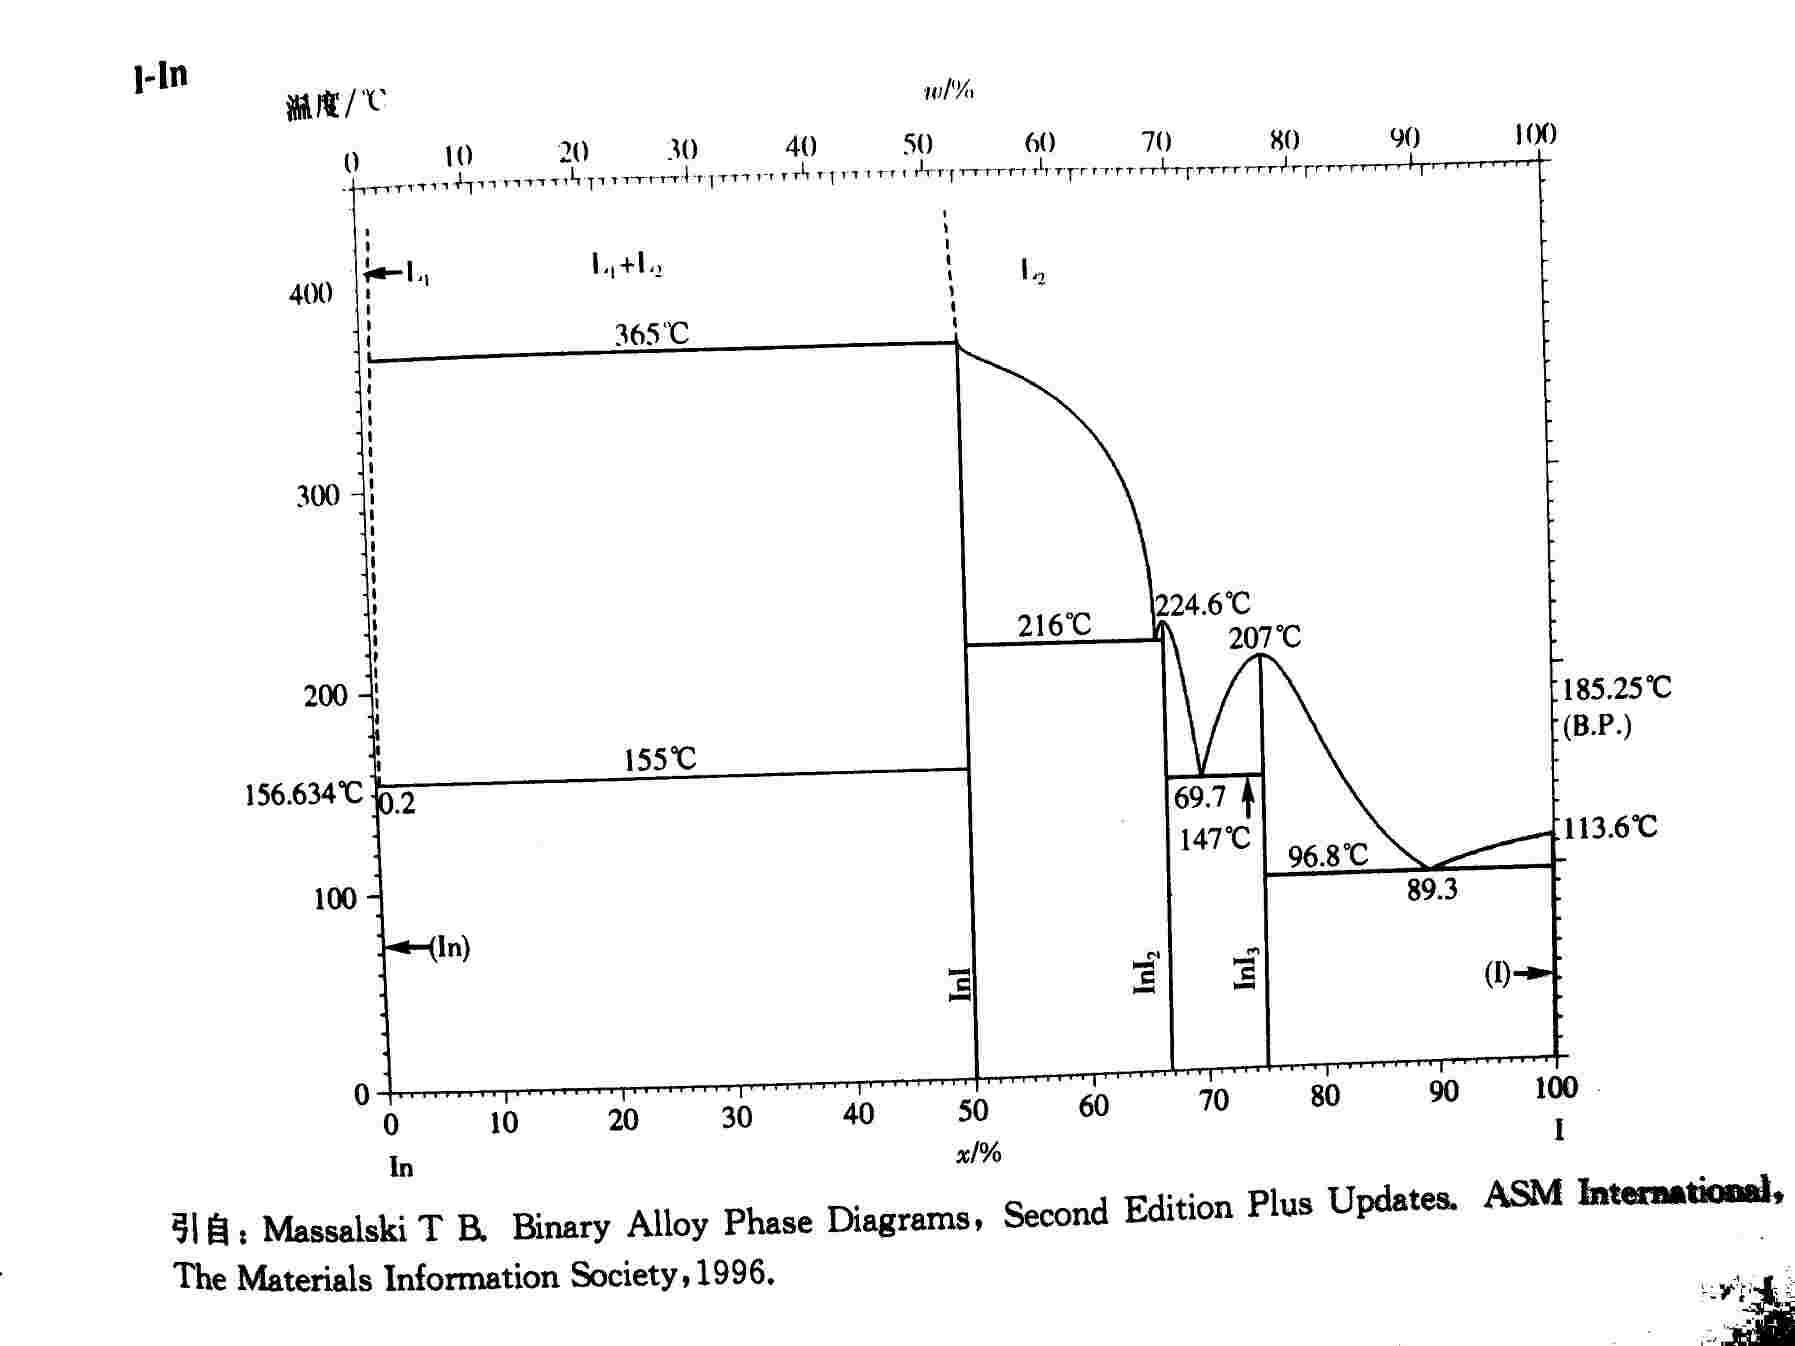 I-In
温度/℃
w/%
0 10 20 30 40 50 60 70 80 90 100
L₁
L₁+L₂
L₂
400
365℃
300
224.6℃
216℃
207℃
200
185.25℃
(B.P.)
155℃
156.634℃
0.2
69.7
147℃
113.6℃
96.8℃
89.3
100
(In)
InI
InI₂
InI₃
(I)
0
0 10 20 30 40 50 60 70 80 90 100
In
x/%
I
引自：Massalski T B. Binary Alloy Phase Diagrams, Second Edition Plus Updates. ASM International,
The Materials Information Society,1996.